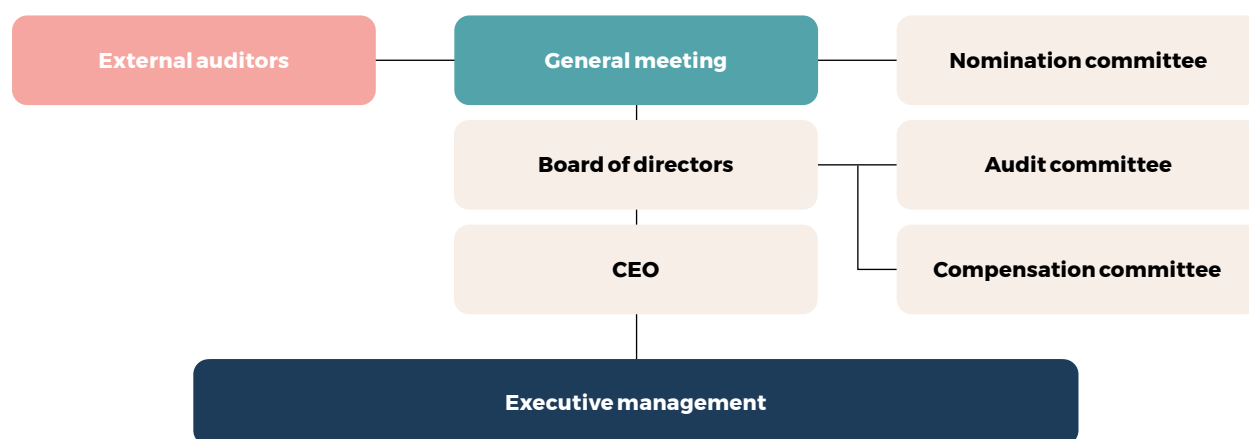 External auditors
General meeting
Nomination committee
Board of directors
Audit committee
CEO
Compensation committee
Executive management